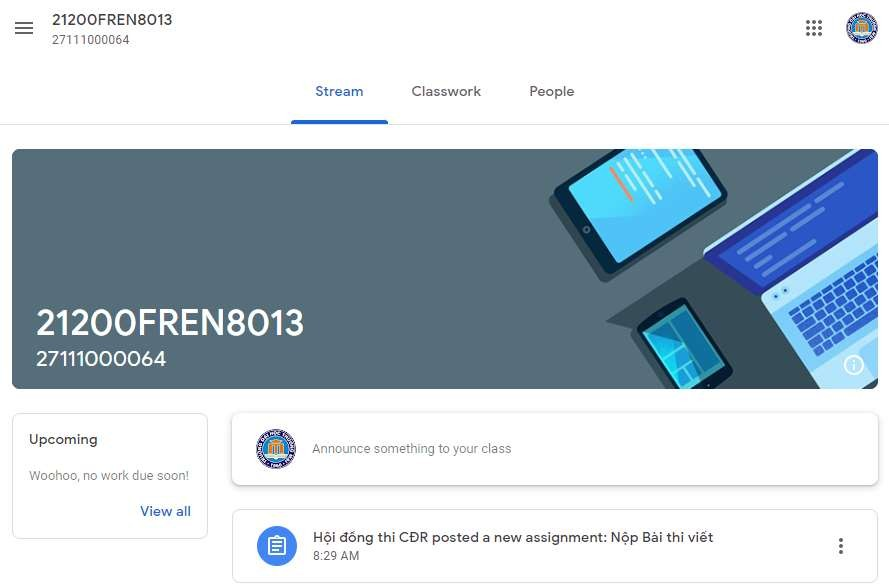 21200FREN8013
27111000064
Stream
Classwork
People
21200FREN8013
27111000064
Upcoming
Woohoo, no work due soon!
View all
Announce something to your class
Hội đồng thi CĐR posted a new assignment: Nộp Bài thi viết
8:29 AM